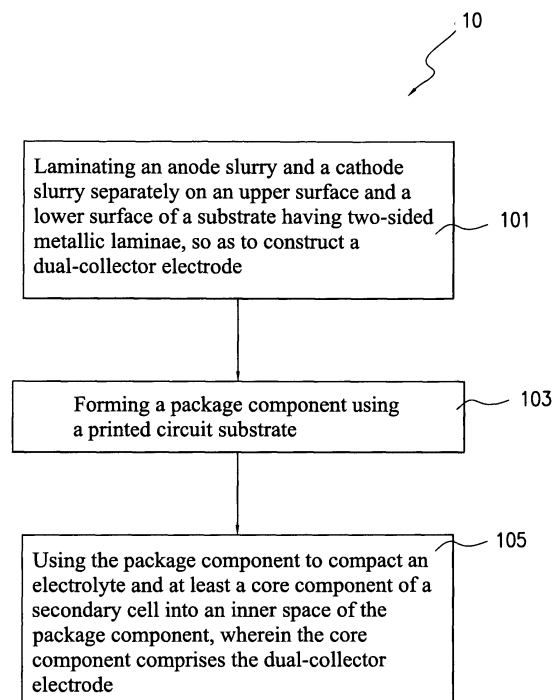 10
Laminating an anode slurry and a cathode
slurry separately on an upper surface and a
lower surface of a substrate having two-sided
metallic laminae, so as to construct a
dual-collector electrode
101
Forming a package component using
a printed circuit substrate
103
Using the package component to compact an
electrolyte and at least a core component of a
secondary cell into an inner space of the
package component, wherein the core
component comprises the dual-collector
electrode
105